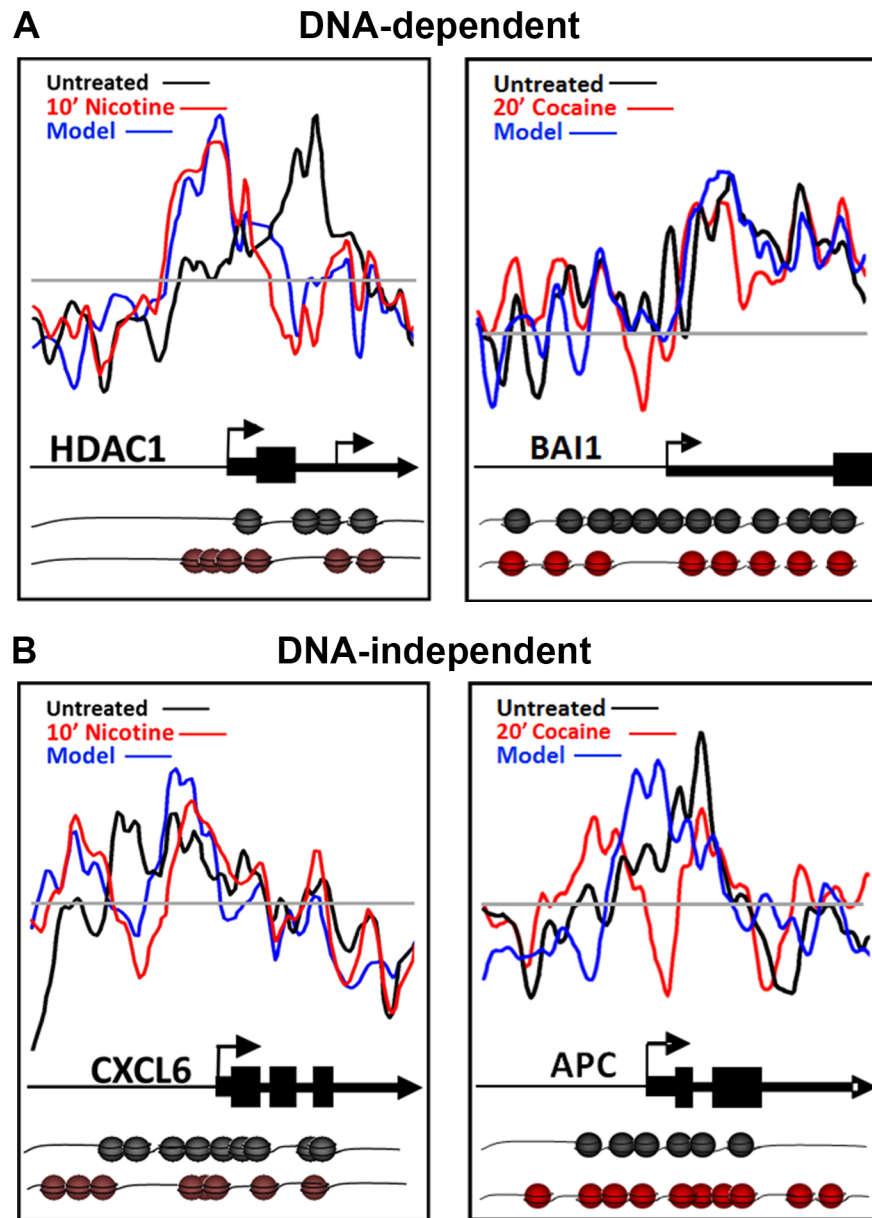 A
DNA-dependent
Untreated
10' Nicotine
Model
HDAC1
Untreated
20' Cocaine
Model
BAI1
B
DNA-independent
Untreated
10' Nicotine
Model
CXCL6
Untreated
20' Cocaine
Model
APC